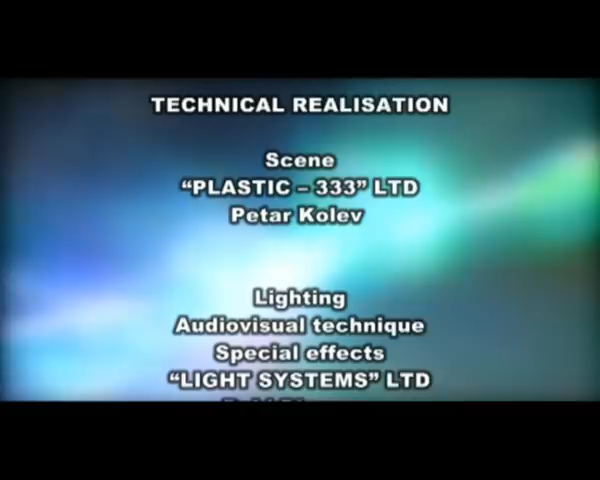 TECHNICAL REALISATION
Scene
“PLASTIC – 333” LTD
Petar Kolev
Lighting
Audiovisual technique
Special effects
“LIGHT SYSTEMS” LTD